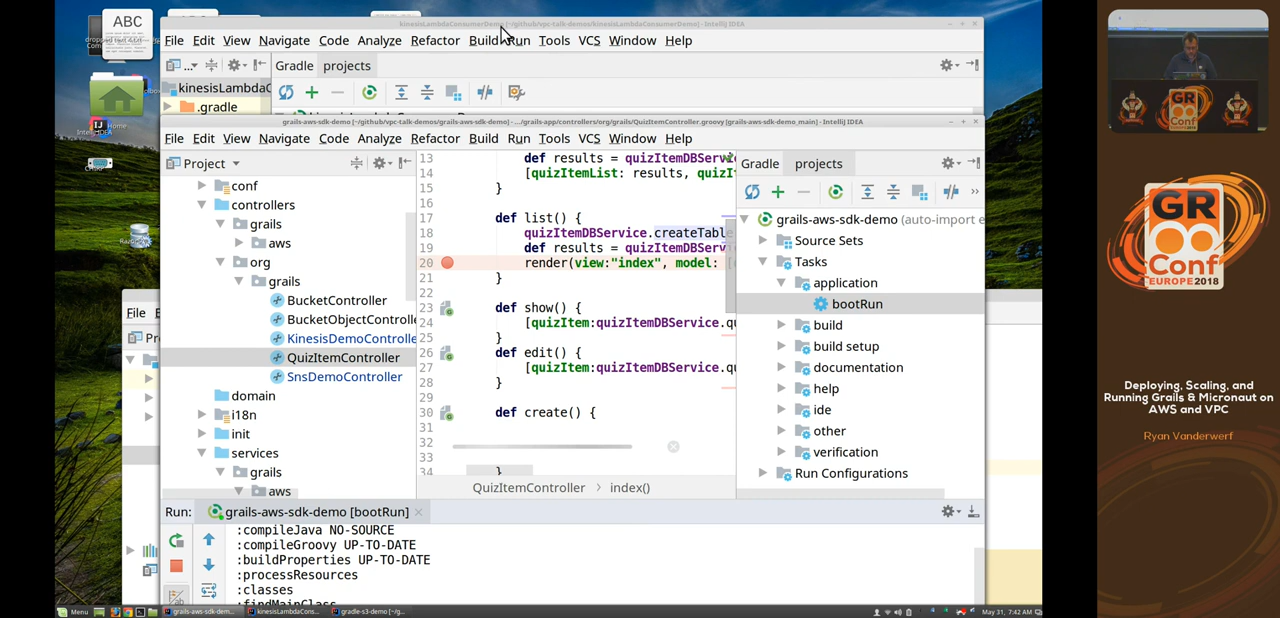 ABC
kinesisLambdaConsumerDemo [~/github/vpc-talk-demos/kinesisLambdaConsumerDemo] - IntelliJ IDEA
File Edit View Navigate Code Analyze Refactor Build Run Tools VCS Window Help
... Gradle projects
kinesisLambdaC
.gradle
Home
grails-aws-sdk-demo [~/github/vpc-talk-demos/grails-aws-sdk-demo] - .../grails-app/controllers/org/grails/QuizItemController.groovy [grails-aws-sdk-demo_main] - IntelliJ IDEA
File Edit View Navigate Code Analyze Refactor Build Run Tools VCS Window Help
Project
conf
controllers
grails
aws
org
grails
BucketController
BucketObjectControlle
KinesisDemoControlle
QuizItemController
SnsDemoController
domain
i18n
init
services
grails
aws
13 def results = quizItemDBServ
14 [quizItemList: results, quizI
15 }
16
17 def list() {
18 quizItemDBService.createTabl
19 def results = quizItemDBServ
20 render(view:"index", model: [
21 }
22
23 def show() {
24 [quizItem:quizItemDBService.qu
25 }
26 def edit() {
27 [quizItem:quizItemDBService.qu
28 }
29
30 def create() {
31
32
33
34 }
QuizItemController > index()
Gradle projects
grails-aws-sdk-demo (auto-import e
Source Sets
Tasks
application
bootRun
build
build setup
documentation
help
ide
other
verification
Run Configurations
File E
Pr
Run: grails-aws-sdk-demo [bootRun]
:compileJava NO-SOURCE
:compileGroovy UP-TO-DATE
:buildProperties UP-TO-DATE
:processResources
:classes
:findMainClass
Menu grails-aws-sdk-dem... kinesisLambdaCons... gradle-s3-demo [~/g... May 31, 7:42 AM
GR
Conf
EUROPE 2018
Deploying, Scaling, and
Running Grails & Micronaut on
AWS and VPC
Ryan Vanderwerf